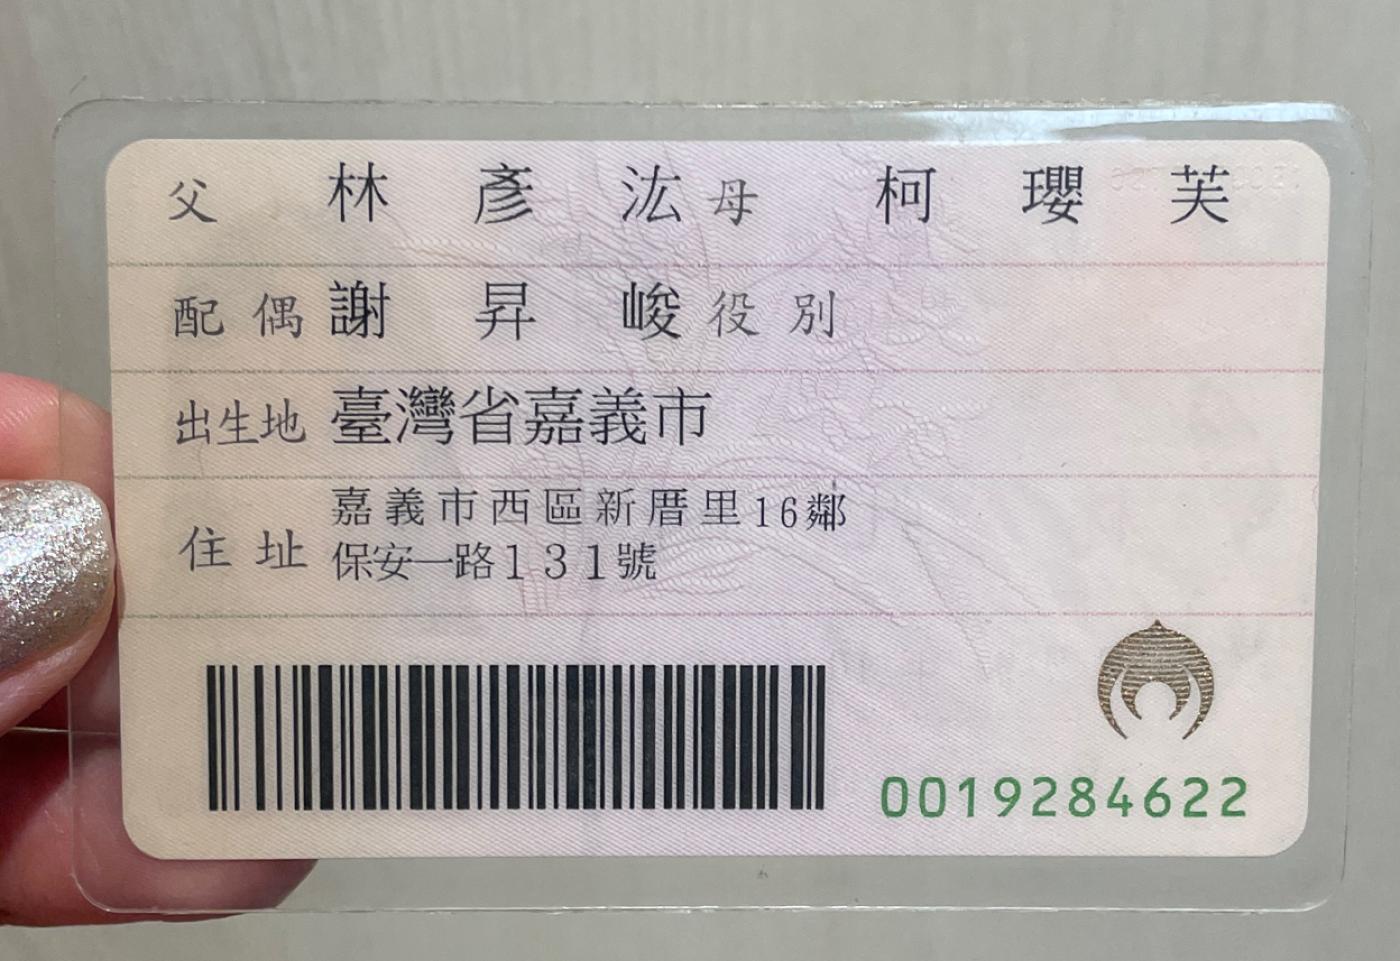 父 林彥汯 母 柯瓔芙
配偶 謝昇峻 役別
出生地 臺灣省嘉義市
住址 嘉義市西區新厝里16鄰
保安一路131號
0019284622